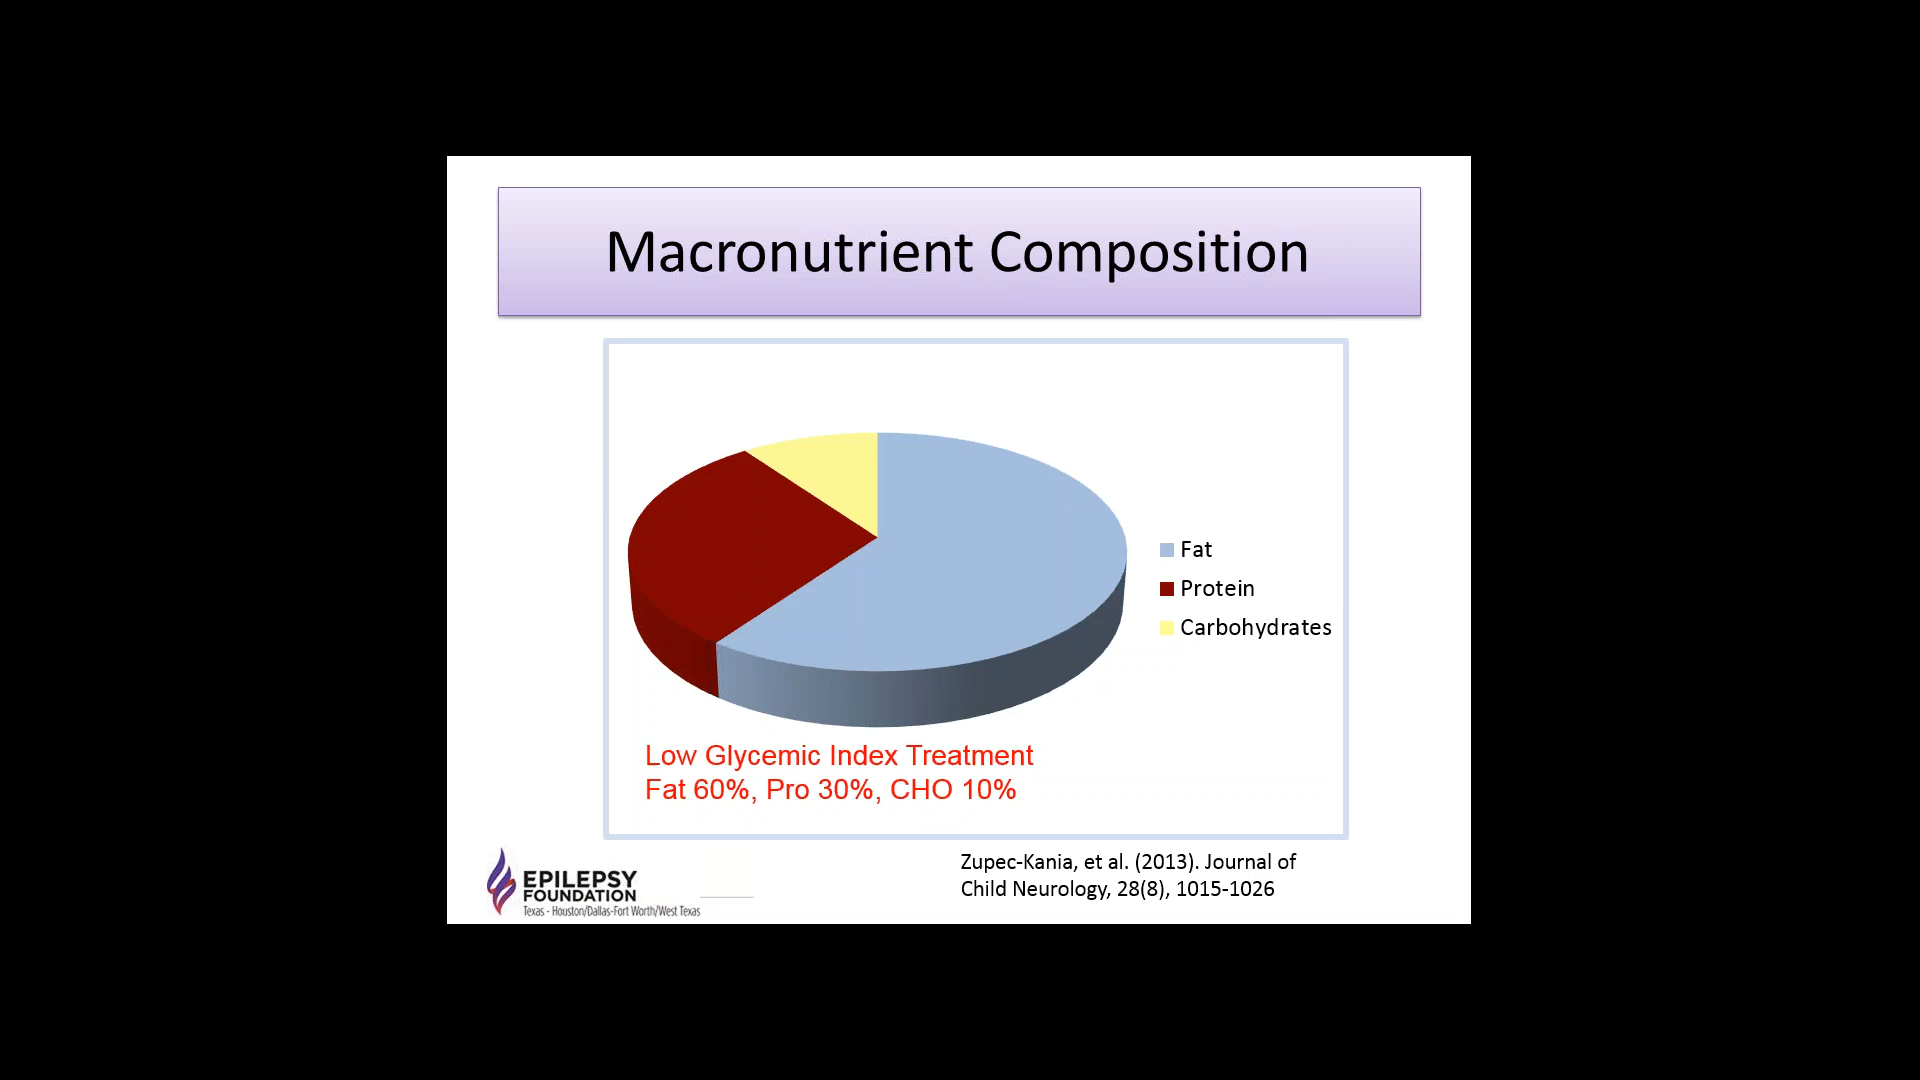 Macronutrient Composition
Fat
Protein
Carbohydrates
Low Glycemic Index Treatment
Fat 60%, Pro 30%, CHO 10%
EPILEPSY
FOUNDATION
Texas - Houston/Dallas-Fort Worth/West Texas
Zupec-Kania, et al. (2013). Journal of
Child Neurology, 28(8), 1015-1026